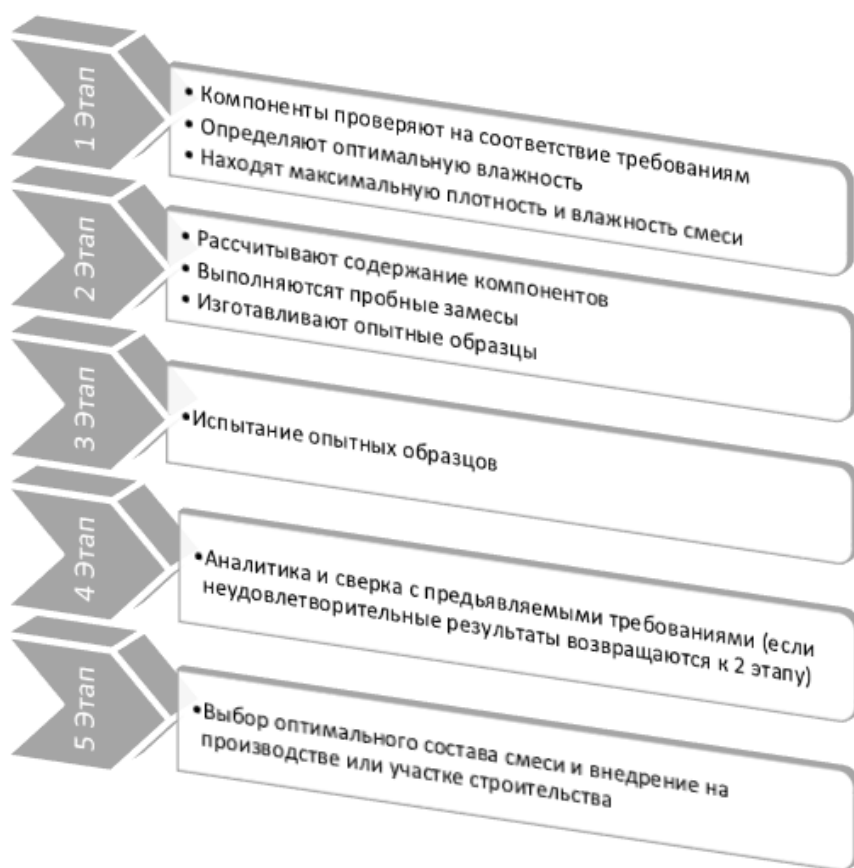 1 Этап
• Компоненты проверяют на соответствие требованиям
• Определяют оптимальную влажность
• Находят максимальную плотность и влажность смеси
2 Этап
• Рассчитывают содержание компонентов
• Выполняютсят пробные замесы
• Изготавливают опытные образцы
3 Этап
•Испытание опытных образцов
4 Этап
•Аналитика и сверка с предьявляемыми требованиями (если
неудовлетворительные результаты возвращаются к 2 этапу)
5 Этап
•Выбор оптимального состава смеси и внедрение на
производстве или участке строительства